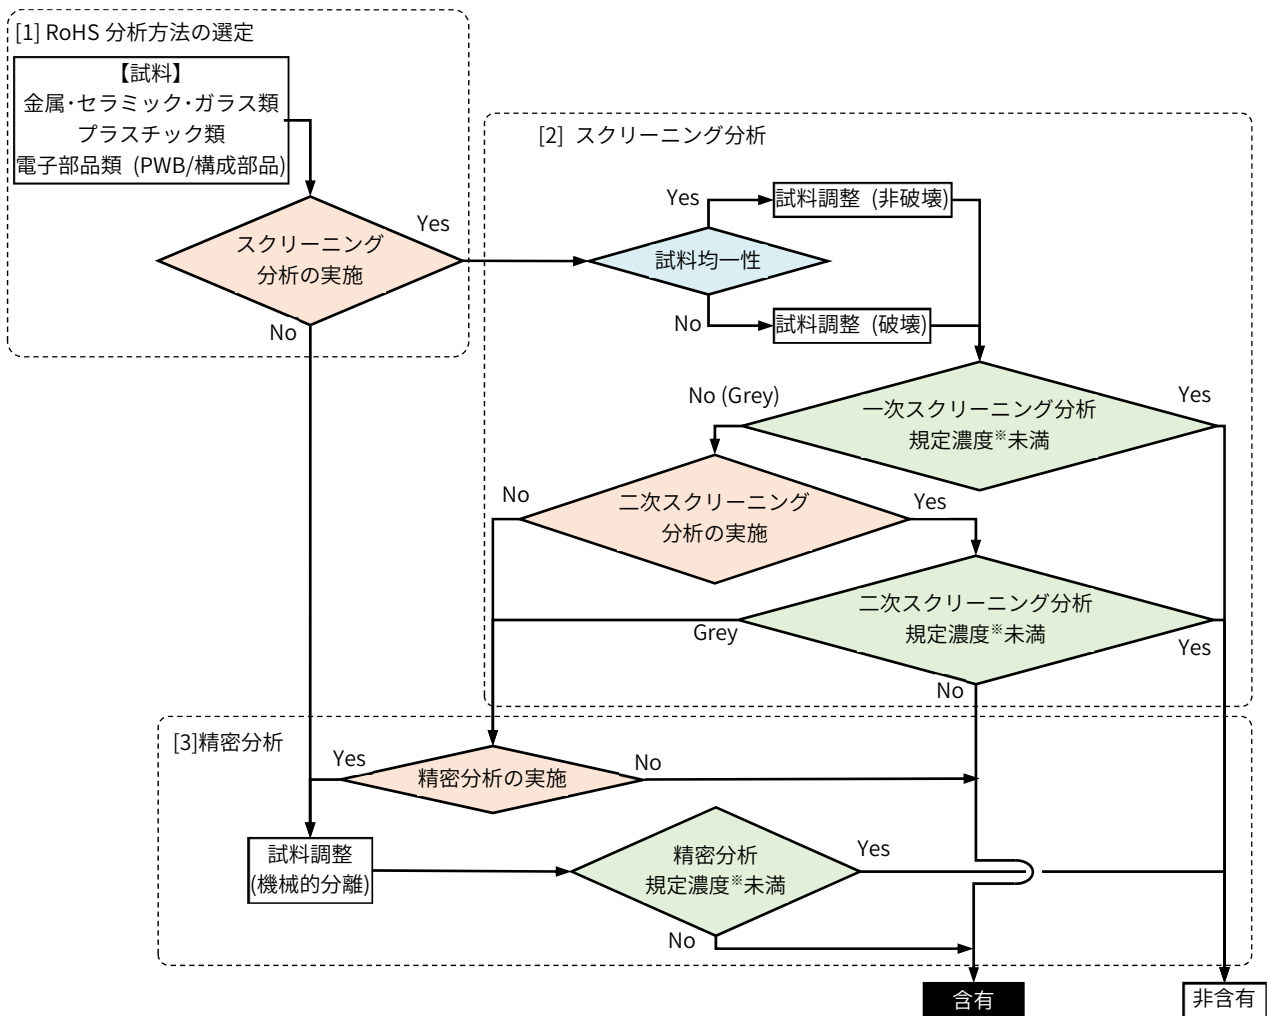 [1] RoHS 分析方法の選定
【試料】
金属･セラミック･ガラス類
プラスチック類
電子部品類 (PWB/構成部品)
スクリーニング
分析の実施
Yes
No
[2] スクリーニング分析
Yes
試料調整 (非破壊)
試料均一性
No
試料調整 (破壊)
No (Grey)
一次スクリーニング分析
規定濃度※未満
Yes
No
二次スクリーニング
分析の実施
Yes
二次スクリーニング分析
規定濃度※未満
Grey
Yes
No
[3]精密分析
Yes
精密分析の実施
No
試料調整
(機械的分離)
精密分析
規定濃度※未満
Yes
No
含有
非含有